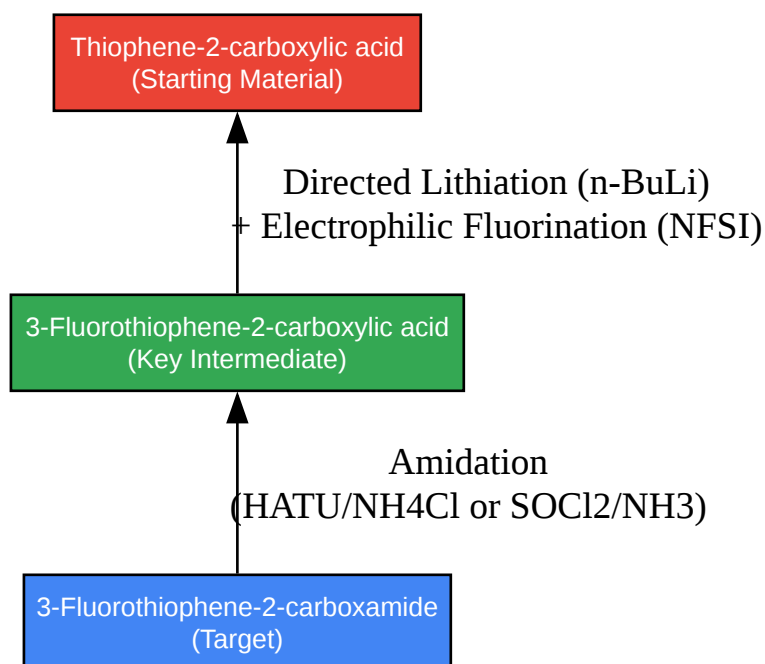 Thiophene-2-carboxylic acid
(Starting Material)
Directed Lithiation (n-BuLi)
+ Electrophilic Fluorination (NFSI)
3-Fluorothiophene-2-carboxylic acid
(Key Intermediate)
Amidation
(HATU/NH4Cl or SOCl2/NH3)
3-Fluorothiophene-2-carboxamide
(Target)